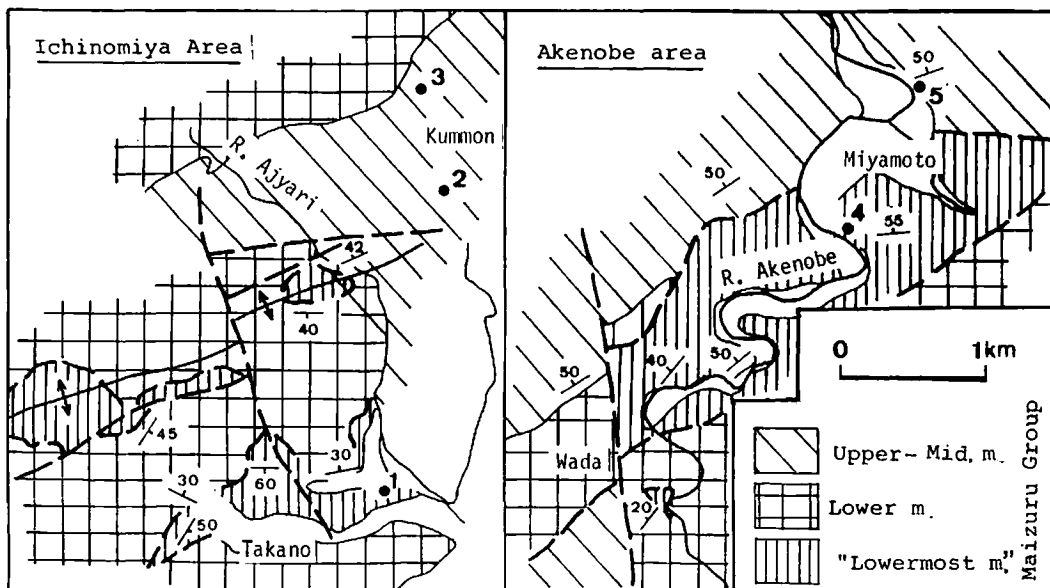 Ichinomiya Area
3
Kummon
R. Ajyari
2
42
40
45
30
30
60
1
50
Takano
Akenobe area
50
5
Miyamoto
50
4
55
R. Akenobe
40
50
50
Wada
20
0 1km
Upper-Mid. m.
Lower m.
"Lowermost m."
Maizuru Group